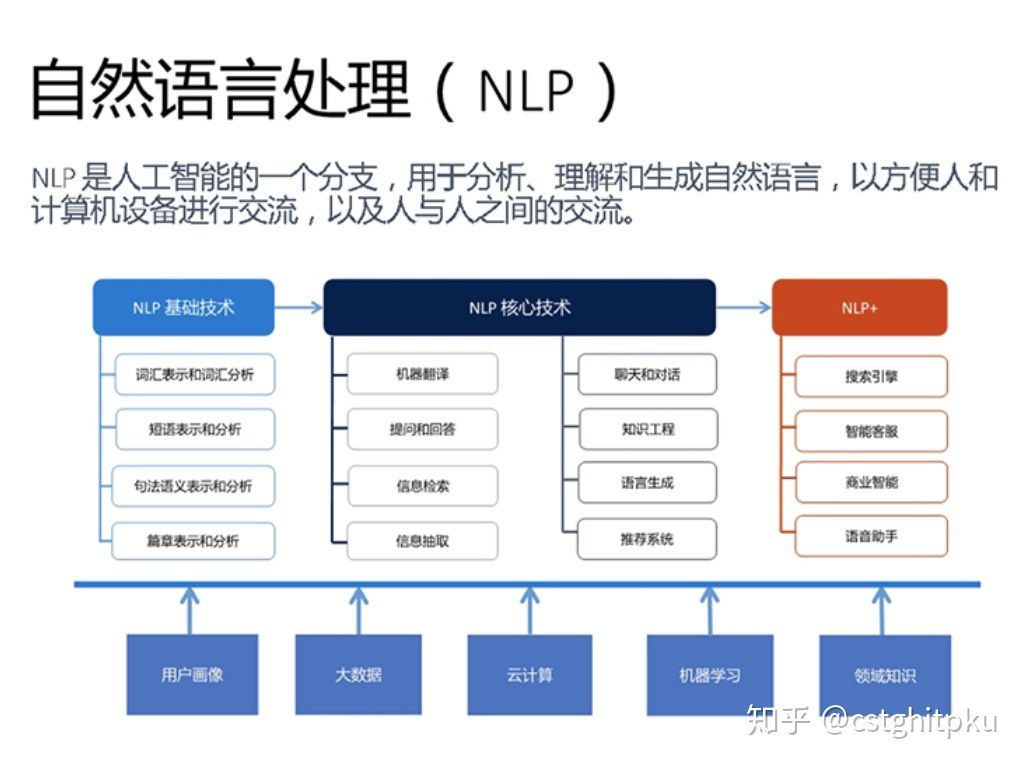 自然语言处理（NLP）
NLP 是人工智能的一个分支，用于分析、理解和生成自然语言，以方便人和
计算机设备进行交流，以及人与人之间的交流。
NLP 基础技术
词汇表示和词汇分析
短语表示和分析
句法语义表示和分析
篇章表示和分析
NLP 核心技术
机器翻译
提问和回答
信息检索
信息抽取
聊天和对话
知识工程
语言生成
推荐系统
NLP+
搜索引擎
智能客服
商业智能
语音助手
用户画像
大数据
云计算
机器学习
领域知识
知乎 @cstghitpku